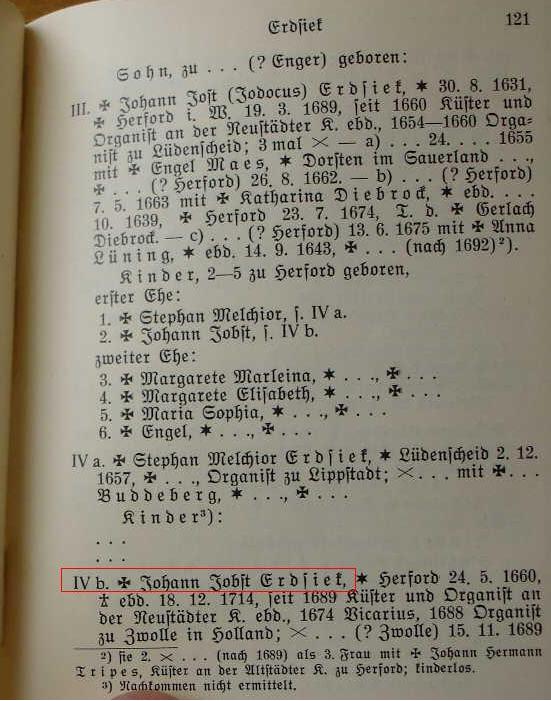 Erdsiek 121
Sohn, zu . . . (? Enger) geboren:
III. ✠ Johann Jost (Jodocus) Erdsiek, ✶ 30. 8. 1631,
✠ Herford i. W. 19. 3. 1689, seit 1660 Küster und
Organist an der Neustädter K. ebd., 1654—1660 Orga-
nist zu Lüdenscheid; 3 mal ⚔ — a) . . . 24. . . . 1655
mit ✠ Engel Maes, ✶ Dorsten im Sauerland . . .,
✠ . . . (? Herford) 26. 8. 1662. — b) . . . (? Herford)
7. 5. 1663 mit ✠ Katharina Diebrock, ✶ ebd. . . .
10. 1639, ✠ Herford 23. 7. 1674, T. d. ✠ Gerlach
Diebrock. — c) . . . (? Herford) 13. 6. 1675 mit ✠ Anna
Lüning, ✶ ebd. 14. 9. 1643, ✠ . . . (nach 1692)²).
Kinder, 2—5 zu Herford geboren,
erster Ehe:
1. ✠ Stephan Melchior, s. IV a.
2. ✠ Johann Jobst, s. IV b.
zweiter Ehe:
3. ✠ Margarete Marleina, ✶ . . ., ✠ . . .
4. ✠ Margarete Elisabeth, ✶ . . ., ✠ . . .
5. ✠ Maria Sophia, ✶ . . ., ✠ . . .
6. ✠ Engel, ✶ . . ., ✠ . . .
IV a. ✠ Stephan Melchior Erdsiek, ✶ Lüdenscheid 2. 12.
1657, ✠ . . ., Organist zu Lippstadt; ⚔ . . . mit ✠ . . .
Buddeberg, ✶ . . ., ✠ . . .
Kinder³):
. . .
. . .
IV b. ✠ Johann Jobst Erdsiek, ✶ Herford 24. 5. 1660,
⚓ ebd. 18. 12. 1714, seit 1689 Küster und Organist an
der Neustädter K. ebd., 1674 Vicarius, 1688 Organist
zu Zwolle in Holland; ⚔ . . . (? Zwolle) 15. 11. 1689
²) sie 2. ⚔ . . . (nach 1689) als 3. Frau mit ✠ Johann Hermann
Tripes, Küster an der Altstädter K. zu Herford; kinderlos.
³) Nachkommen nicht ermittelt.